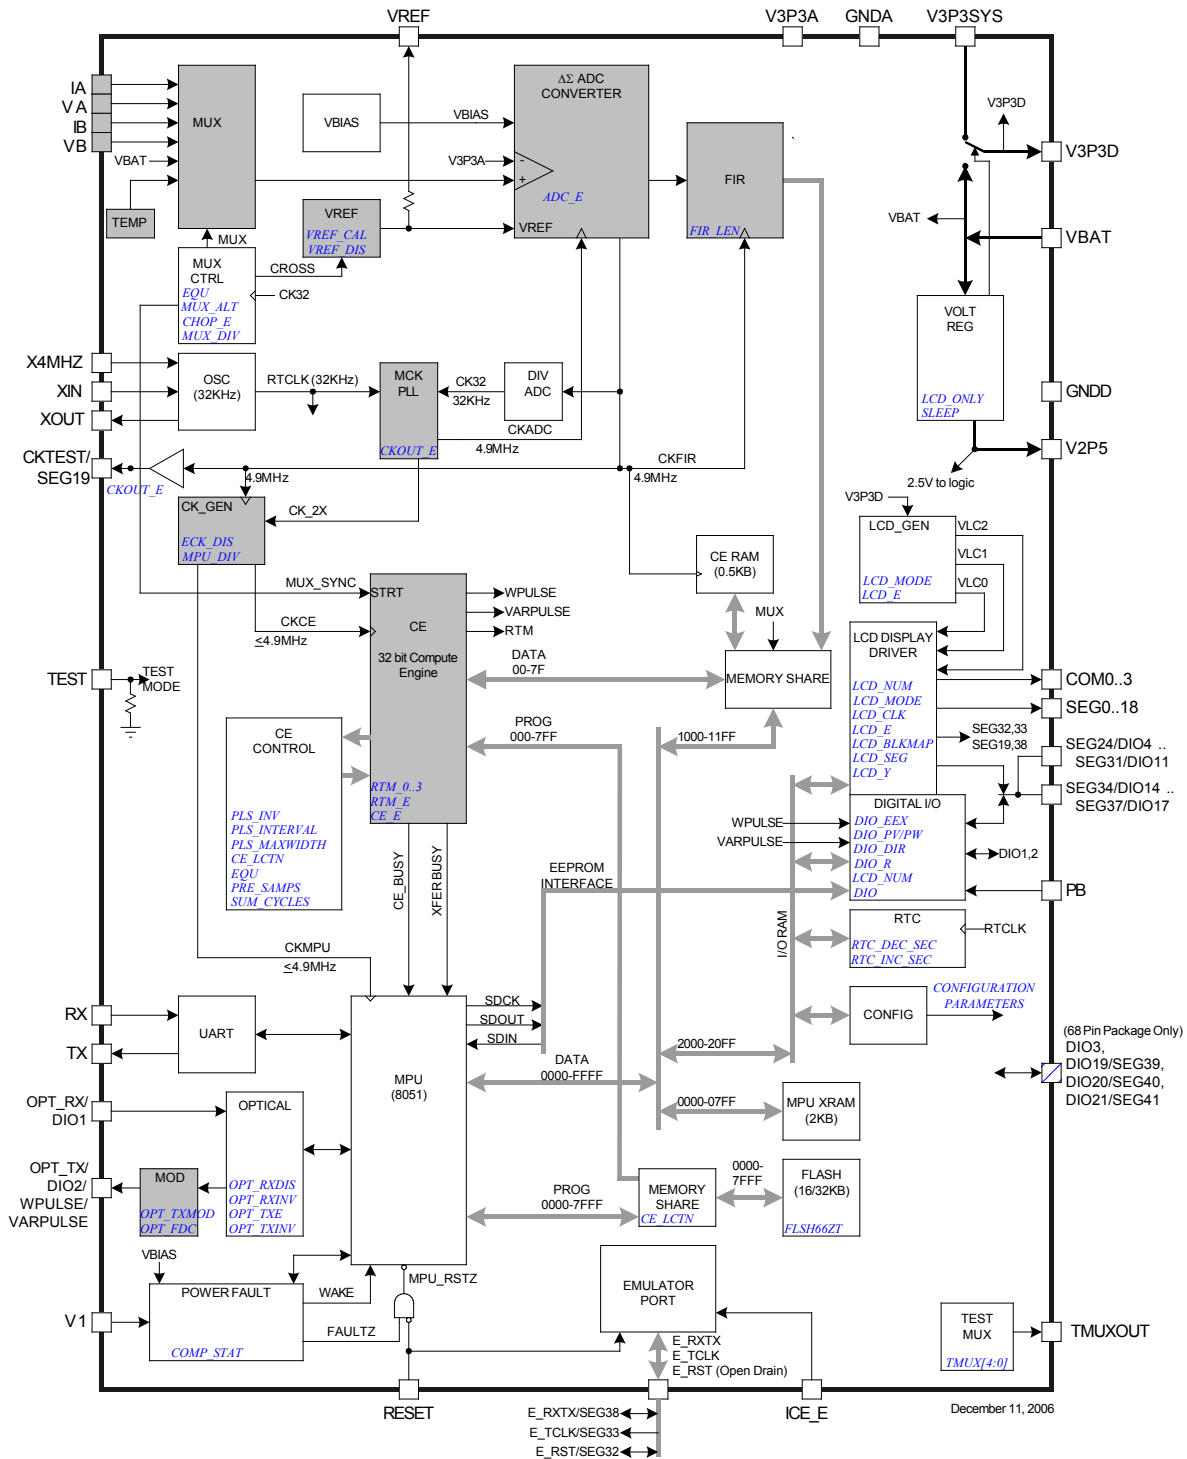 VREF
V3P3A
GNDA
V3P3SYS
IA
VA
IB
VB
VBAT
TEMP
MUX
VBIAS
VBIAS
V3P3A
ΔΣ ADC
CONVERTER
-
+
ADC_E
VREF
FIR
FIR_LEN
V3P3D
V3P3D
VBAT
VBAT
VREF
VREF_CAL
VREF_DIS
MUX
MUX
CTRL
EQU
MUX_ALT
CHOP_E
MUX_DIV
CROSS
CK32
VOLT
REG
LCD_ONLY
SLEEP
X4MHZ
XIN
XOUT
OSC
(32KHz)
RTCLK (32KHz)
MCK
PLL
CKOUT_E
CK32
32KHz
DIV
ADC
CKADC
4.9MHz
GNDD
V2P5
2.5V to logic
CKTEST/
SEG19
CKOUT_E
4.9MHz
CKFIR
4.9MHz
CK_GEN
ECK_DIS
MPU_DIV
CK_2X
V3P3D
LCD_GEN
LCD_MODE
LCD_E
VLC2
VLC1
VLC0
CE RAM
(0.5KB)
MUX_SYNC
CKCE
≤4.9MHz
STRT
CE
32 bit Compute
Engine
RTM_0..3
RTM_E
CE_E
WPULSE
VARPULSE
RTM
DATA
00-7F
MUX
MEMORY SHARE
PROG
000-7FF
1000-11FF
LCD DISPLAY
DRIVER
LCD_NUM
LCD_MODE
LCD_CLK
LCD_E
LCD_BLKMAP
LCD_SEG
LCD_Y
COM0..3
SEG0..18
SEG32,33
SEG19,38
SEG24/DIO4 ..
SEG31/DIO11
SEG34/DIO14 ..
SEG37/DIO17
TEST
TEST
MODE
CE
CONTROL
PLS_INV
PLS_INTERVAL
PLS_MAXWIDTH
CE_LCTN
EQU
PRE_SAMPS
SUM_CYCLES
CE_BUSY
XFER BUSY
WPULSE
VARPULSE
DIGITAL I/O
DIO_EEX
DIO_PV/PW
DIO_DIR
DIO_R
LCD_NUM
DIO
DIO1,2
PB
EEPROM
INTERFACE
I/O RAM
RTC
RTC_DEC_SEC
RTC_INC_SEC
RTCLK
CKMPU
≤4.9MHz
CONFIG
CONFIGURATION
PARAMETERS
RX
TX
UART
MPU
(8051)
SDCK
SDOUT
SDIN
DATA
0000-FFFF
2000-20FF
0000-07FF
MPU XRAM
(2KB)
(68 Pin Package Only)
DIO3,
DIO19/SEG39,
DIO20/SEG40,
DIO21/SEG41
OPT_RX/
DIO1
OPTICAL
OPT_RXDIS
OPT_RXINV
OPT_TXE
OPT_TXINV
OPT_TX/
DIO2/
WPULSE/
VARPULSE
MOD
OPT_TXMOD
OPT_FDC
PROG
0000-7FFF
MEMORY
SHARE
CE_LCTN
0000-
7FFF
FLASH
(16/32KB)
FLSH66ZT
VBIAS
V1
POWER FAULT
COMP_STAT
WAKE
FAULTZ
MPU_RSTZ
EMULATOR
PORT
E_RXTX
E_TCLK
E_RST (Open Drain)
TEST
MUX
TMUX[4:0]
TMUXOUT
RESET
ICE_E
December 11, 2006
E_RXTX/SEG38
E_TCLK/SEG33
E_RST/SEG32